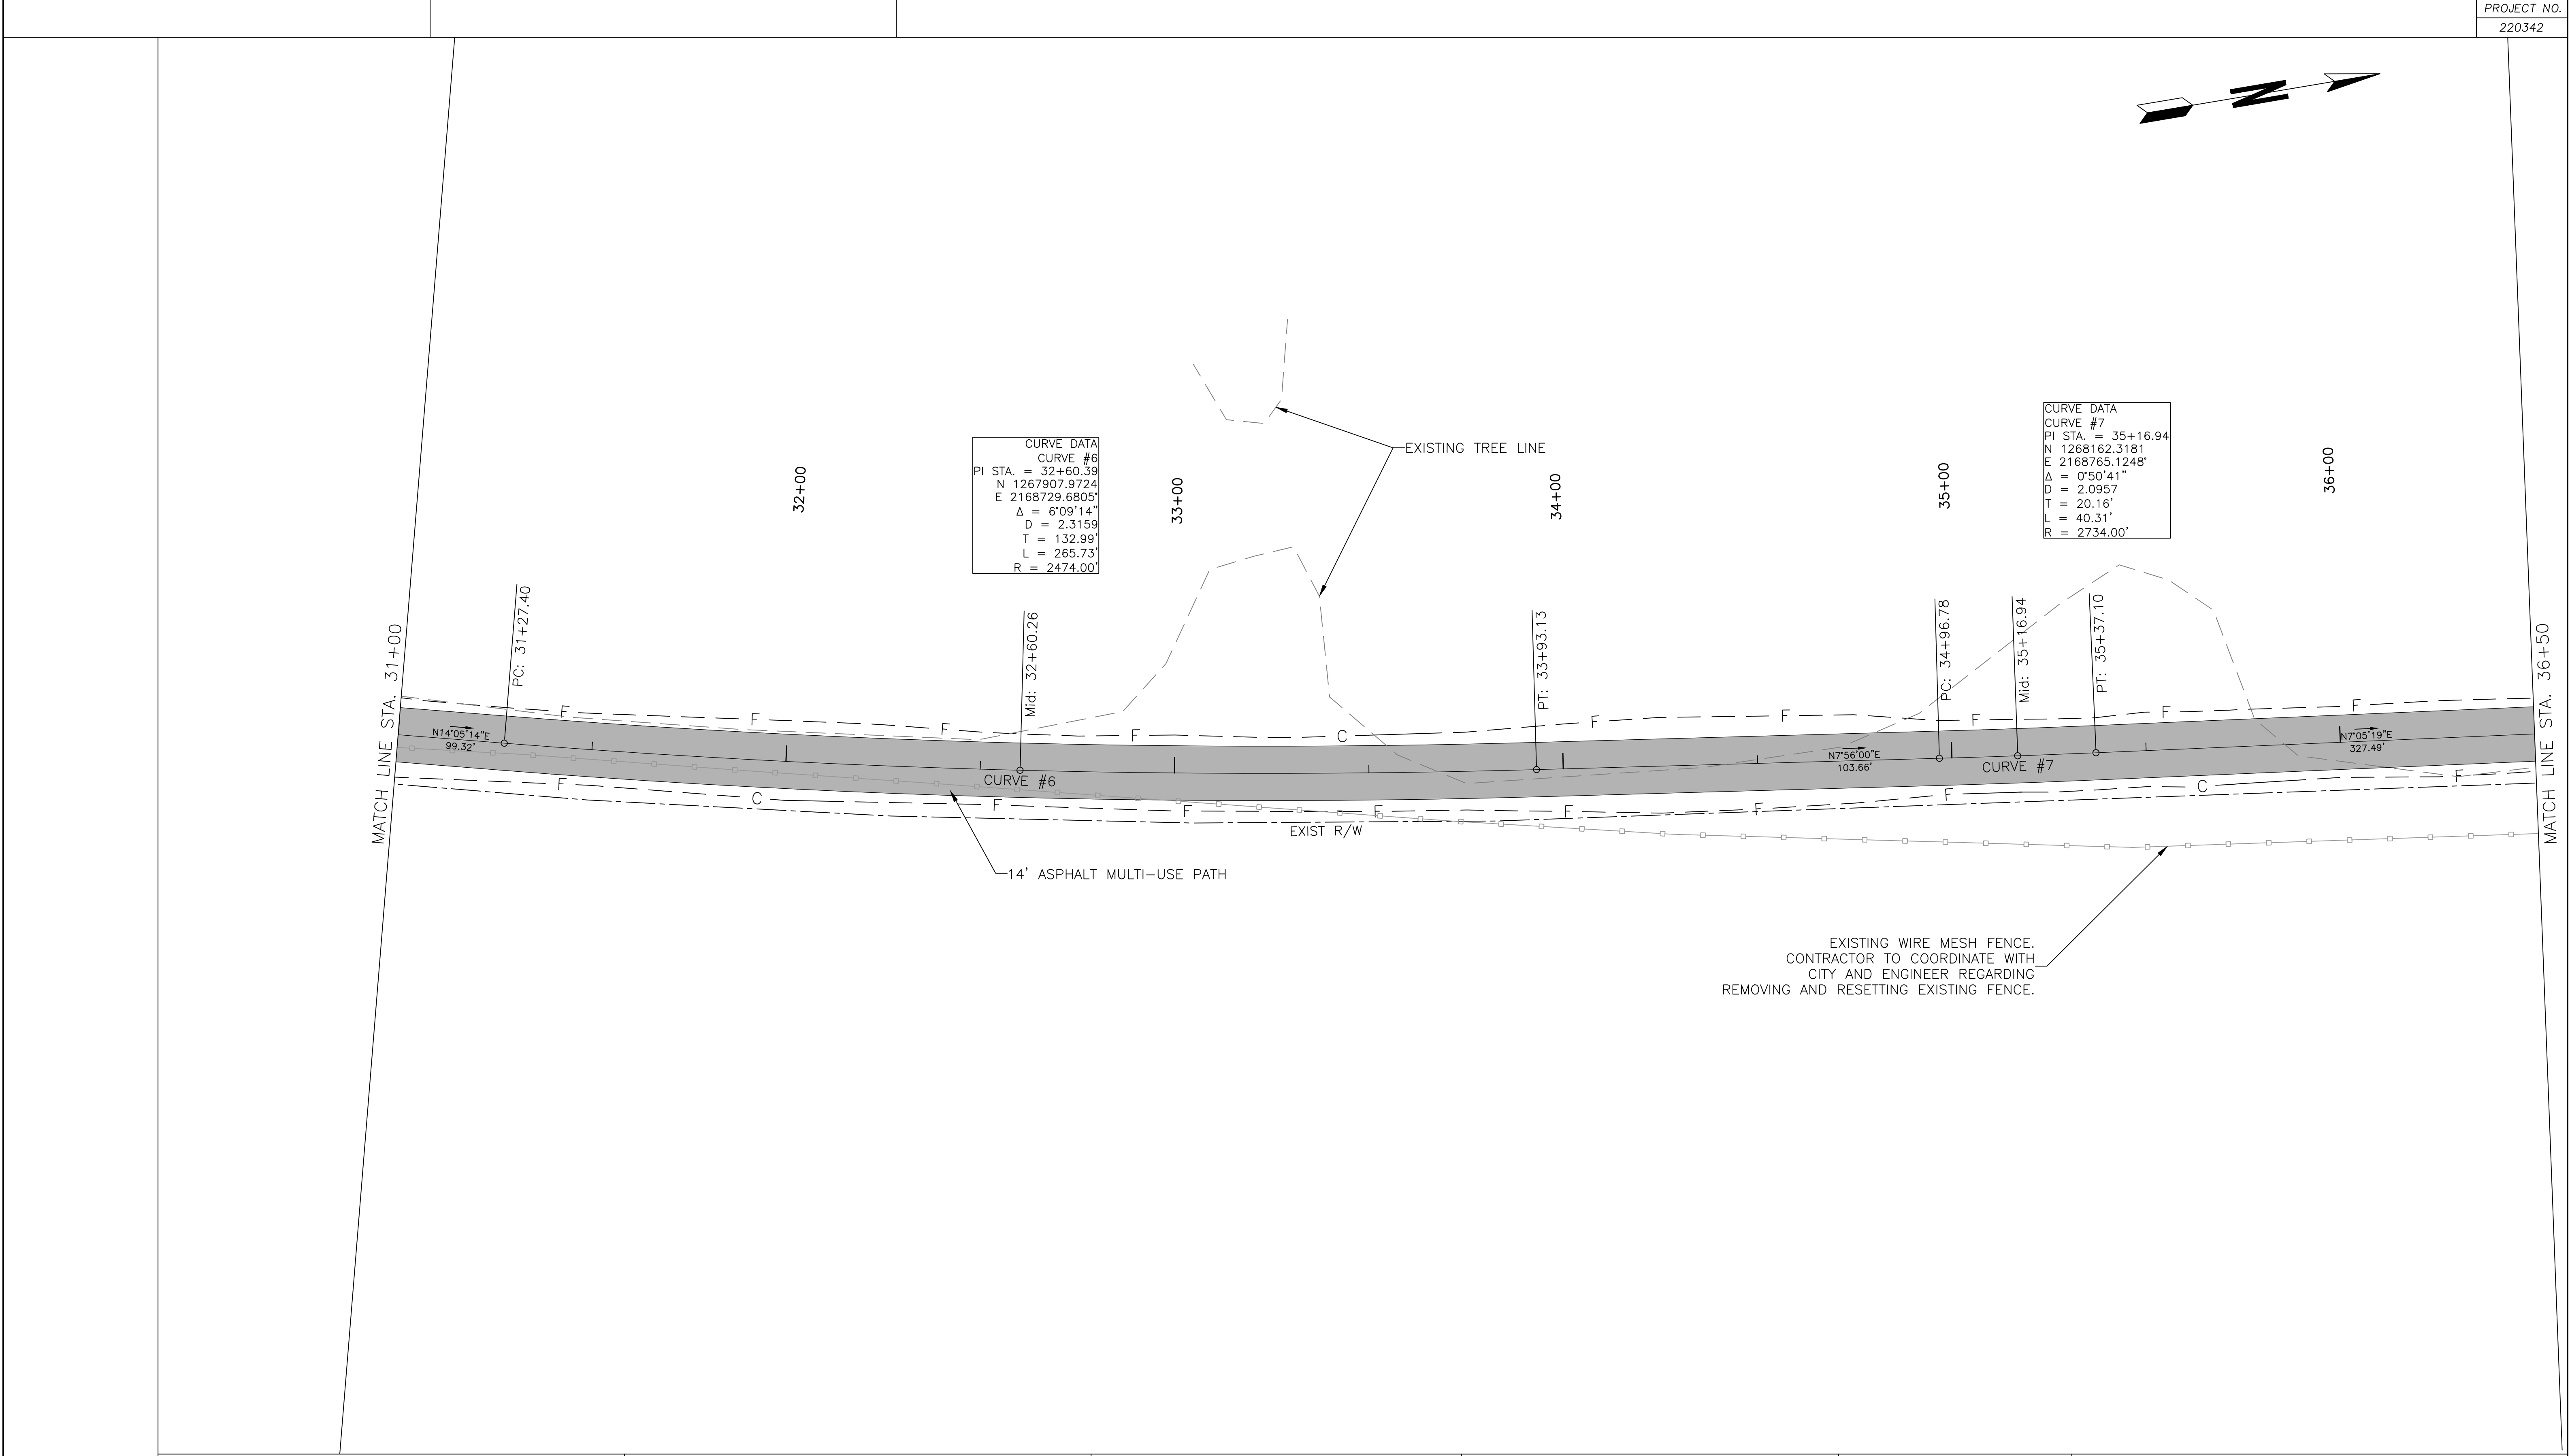 PROJECT NO.
220342
N
EXISTING TREE LINE
CURVE DATA
CURVE #6
PI STA. = 32+60.39
N 1267907.9724
E 2168729.6805°
Δ = 6°09'14"
D = 2.3159
T = 132.99'
L = 265.73'
R = 2474.00'
CURVE DATA
CURVE #7
PI STA. = 35+16.94
N 1268162.3181
E 2168765.1248°
Δ = 0°50'41"
D = 2.0957
T = 20.16'
L = 40.31'
R = 2734.00'
32+00
33+00
34+00
35+00
36+00
MATCH LINE STA. 31+00
PC: 31+27.40
Mid: 32+60.26
PT: 33+93.13
PC: 34+96.78
Mid: 35+16.94
PT: 35+37.10
MATCH LINE STA. 36+50
F F F F C F F F F F
N14°05'14"E
99.32'
CURVE #6
N7°56'00"E
103.66'
CURVE #7
N7°05'19"E
327.49'
F C F F F F F F C F
EXIST R/W
14' ASPHALT MULTI-USE PATH
EXISTING WIRE MESH FENCE.
CONTRACTOR TO COORDINATE WITH
CITY AND ENGINEER REGARDING
REMOVING AND RESETTING EXISTING FENCE.